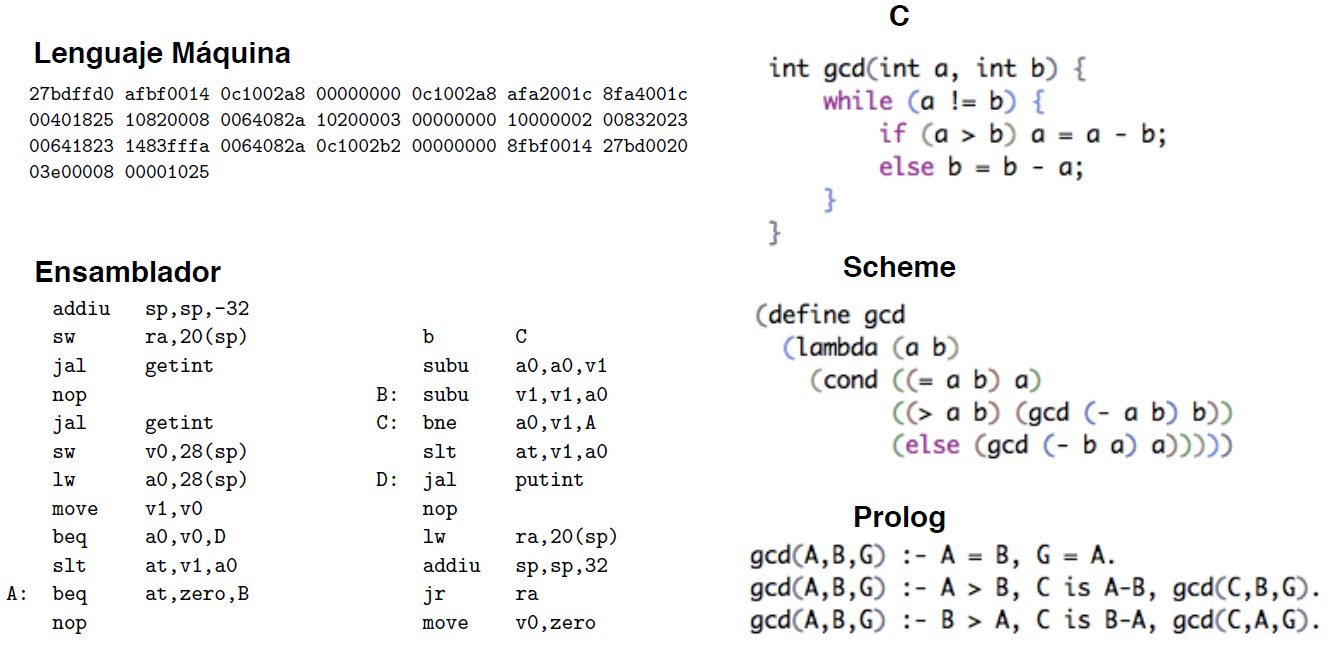 Lenguaje Máquina
27bdffd0 afbf0014 0c1002a8 00000000 0c1002a8 afa2001c 8fa4001c
00401825 10820008 0064082a 10200003 00000000 10000002 00832023
00641823 1483fffa 0064082a 0c1002b2 00000000 8fbf0014 27bd0020
03e00008 00001025
Ensamblador
addiu sp,sp,-32
sw ra,20(sp)
jal getint
nop
jal getint
sw v0,28(sp)
lw a0,28(sp)
move v1,v0
beq a0,v0,D
slt at,v1,a0
A: beq at,zero,B
nop
b C
subu a0,a0,v1
B: subu v1,v1,a0
C: bne a0,v1,A
slt at,v1,a0
D: jal putint
nop
lw ra,20(sp)
addiu sp,sp,32
jr ra
move v0,zero
C
int gcd(int a, int b) {
while (a != b) {
if (a > b) a = a - b;
else b = b - a;
}
}
Scheme
(define gcd
(lambda (a b)
(cond ((= a b) a)
((> a b) (gcd (- a b) b))
(else (gcd (- b a) a)))))
Prolog
gcd(A,B,G) :- A = B, G = A.
gcd(A,B,G) :- A > B, C is A-B, gcd(C,B,G).
gcd(A,B,G) :- B > A, C is B-A, gcd(C,A,G).